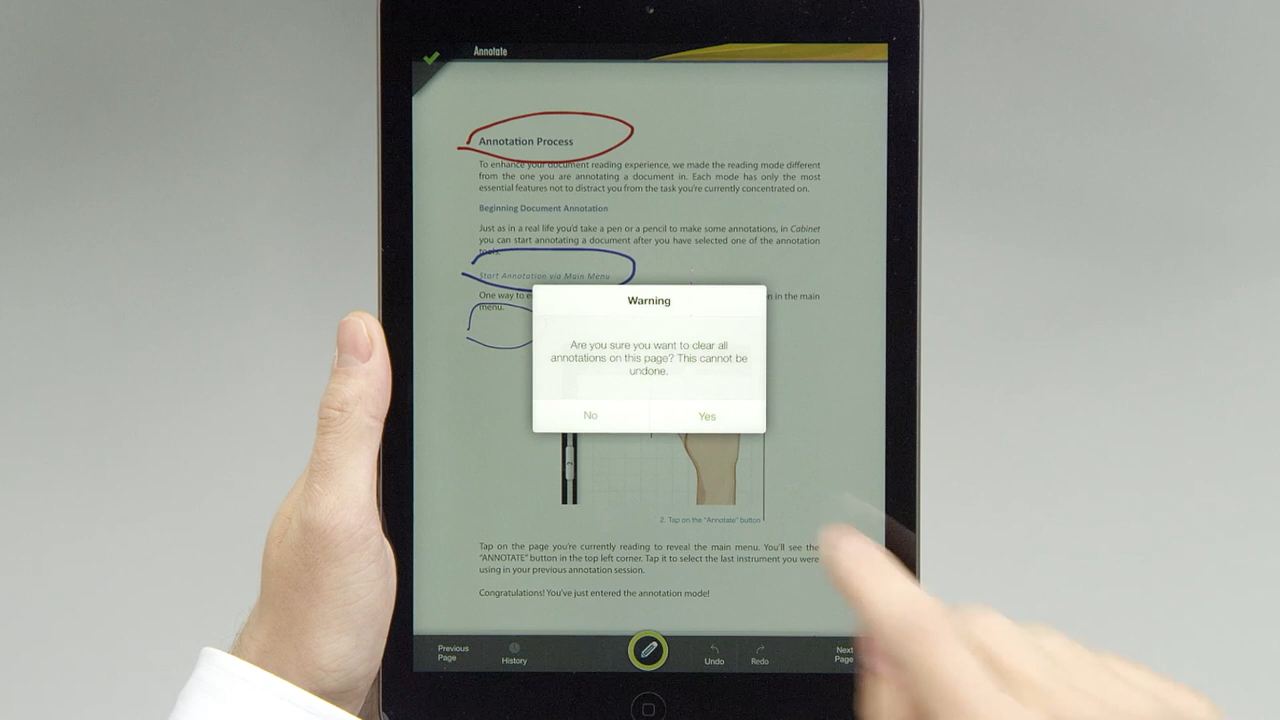 Annotate
Annotation Process
To enhance your document reading experience, we made the reading mode different
from the one you are annotating a document in. Each mode has only the most
essential features not to distract you from the task you're currently concentrated on.
Beginning Document Annotation
Just as in a real life you'd take a pen or a pencil to make some annotations, in Cabinet
you can start annotating a document after you have selected one of the annotation
tools.
Start Annotation via Main Menu
One way to in the main
menu.
Warning
Are you sure you want to clear all
annotations on this page? This cannot be
undone.
No Yes
2. Tap on the "Annotate" button
Tap on the page you're currently reading to reveal the main menu. You'll see the
"ANNOTATE" button in the top left corner. Tap it to select the last instrument you were
using in your previous annotation session.
Congratulations! You've just entered the annotation mode!
Previous
Page
History
Undo
Redo
Next
Page